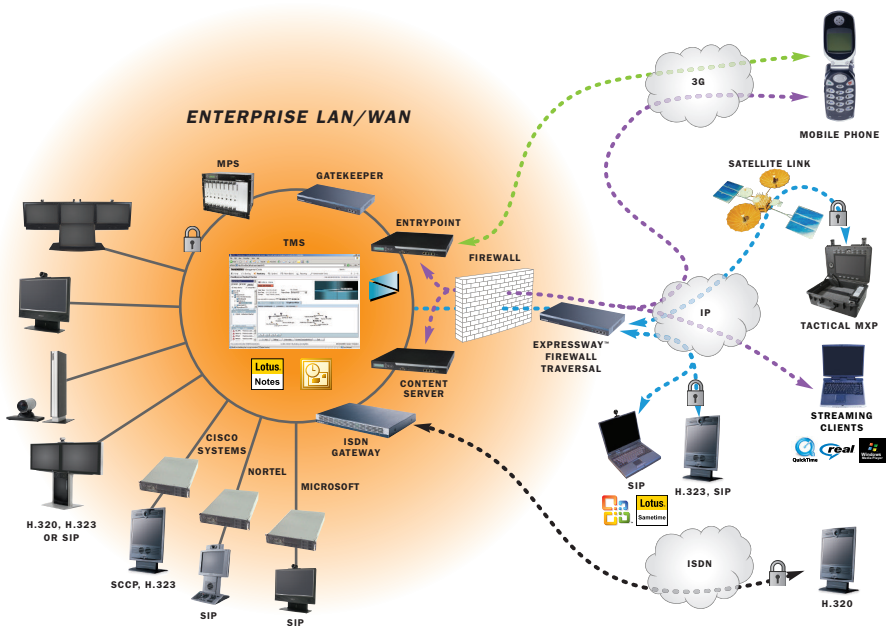 ENTERPRISE LAN/WAN
3G
MOBILE PHONE
MPS
GATEKEEPER
SATELLITE LINK
ENTRYPOINT
TMS
FIREWALL
IP
TACTICAL MXP
EXPRESSWAY™
FIREWALL
TRAVERSAL
Lotus.
Notes
CONTENT
SERVER
STREAMING
CLIENTS
ISDN
GATEWAY
CISCO
SYSTEMS
NORTEL
MICROSOFT
QuickTime
real
Windows
Media Player
SIP
H.323, SIP
Lotus.
Sametime
H.320, H.323
OR SIP
SCCP, H.323
SIP
SIP
ISDN
H.320